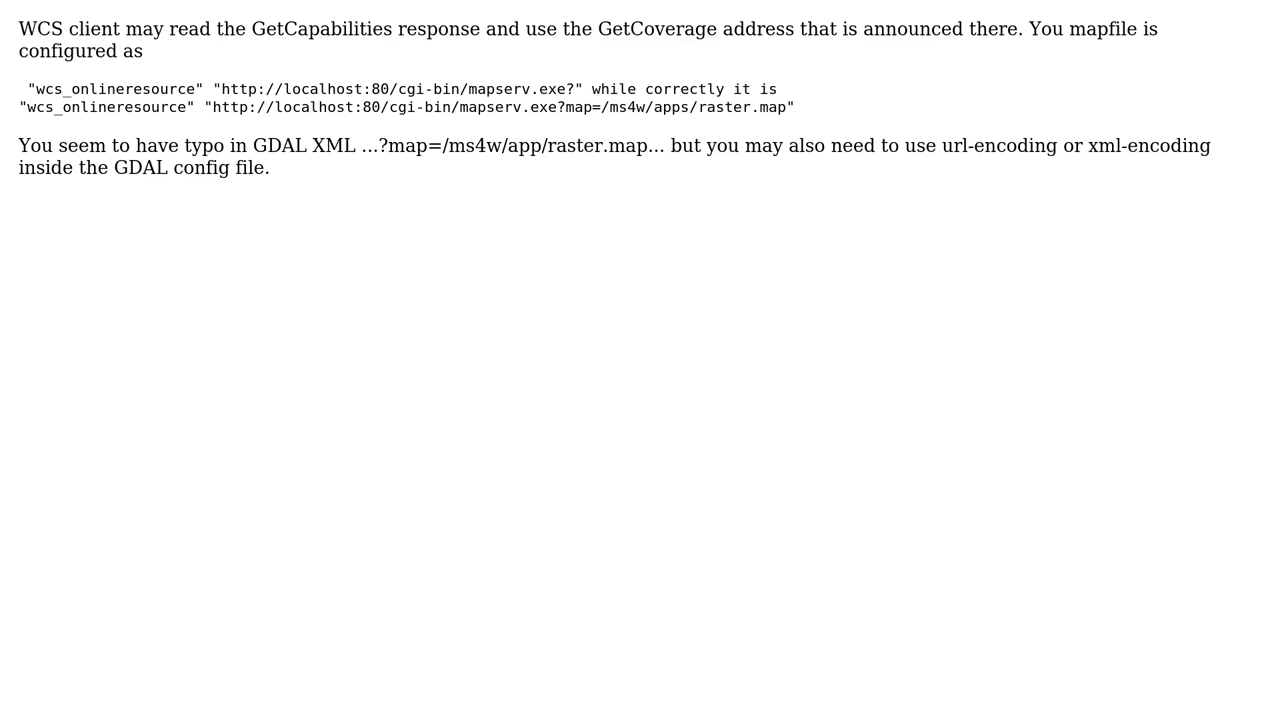 WCS client may read the GetCapabilities response and use the GetCoverage address that is announced there. You mapfile is
configured as
"wcs_onlineresource" "http://localhost:80/cgi-bin/mapserv.exe?" while correctly it is
"wcs_onlineresource" "http://localhost:80/cgi-bin/mapserv.exe?map=/ms4w/apps/raster.map"
You seem to have typo in GDAL XML ...?map=/ms4w/app/raster.map... but you may also need to use url-encoding or xml-encoding
inside the GDAL config file.